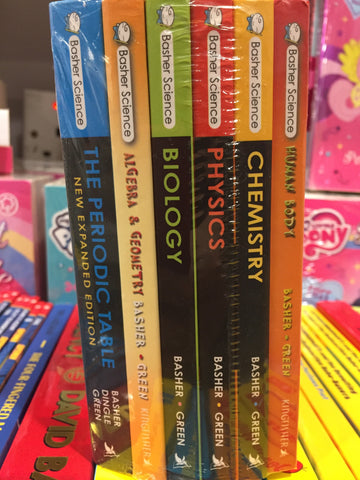 Basher Science
THE PERIODIC TABLE
NEW EXPANDED EDITION
BASHER
DINGLE
GREEN
Basher Science
ALGEBRA & GEOMETRY BASHER • GREEN KINGFISHER
Basher Science
BIOLOGY
BASHER • GREEN
Basher Science
PHYSICS
BASHER • GREEN
Basher Science
CHEMISTRY
BASHER • GREEN
Basher Science
HUMAN BODY
BASHER • GREEN
KINGFISHER
DAVID